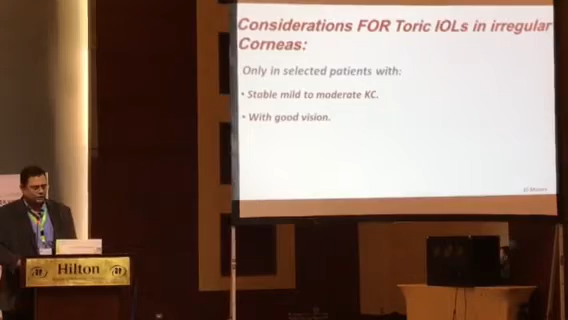 Considerations FOR Toric IOLs in irregular
Corneas:
Only in selected patients with:
• Stable mild to moderate KC.
• With good vision.
Hilton